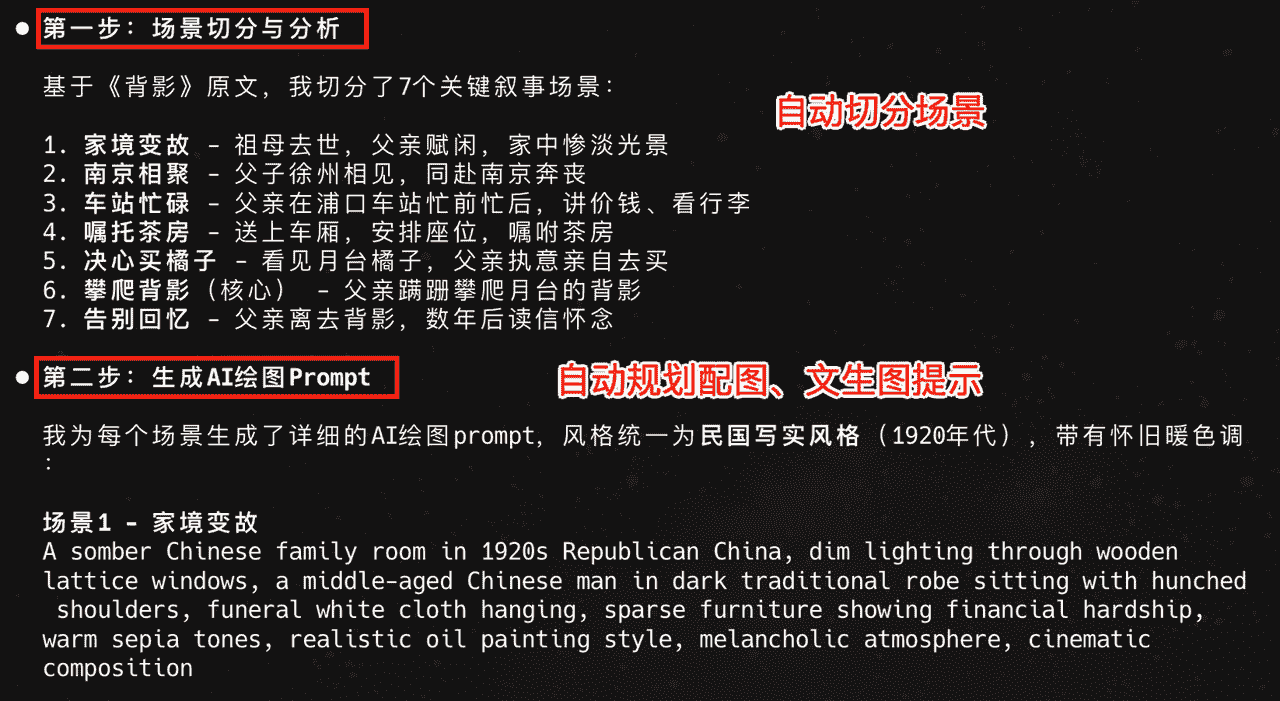 ● 第一步：场景切分与分析
基于《背影》原文，我切分了7个关键叙事场景：
自动切分场景
1. 家境变故 - 祖母去世，父亲赋闲，家中惨淡光景
2. 南京相聚 - 父子徐州相见，同赴南京奔丧
3. 车站忙碌 - 父亲在浦口车站忙前忙后，讲价钱、看行李
4. 嘱托茶房 - 送上车厢，安排座位，嘱咐茶房
5. 决心买橘子 - 看见月台橘子，父亲执意亲自去买
6. 攀爬背影（核心） - 父亲蹒跚攀爬月台的背影
7. 告别回忆 - 父亲离去背影，数年后读信怀念
● 第二步：生成AI绘图Prompt
自动规划配图、文生图提示
我为每个场景生成了详细的AI绘图prompt，风格统一为民国写实风格（1920年代），带有怀旧暖色调
：
场景1 - 家境变故
A somber Chinese family room in 1920s Republican China, dim lighting through wooden
lattice windows, a middle-aged Chinese man in dark traditional robe sitting with hunched
shoulders, funeral white cloth hanging, sparse furniture showing financial hardship,
warm sepia tones, realistic oil painting style, melancholic atmosphere, cinematic
composition